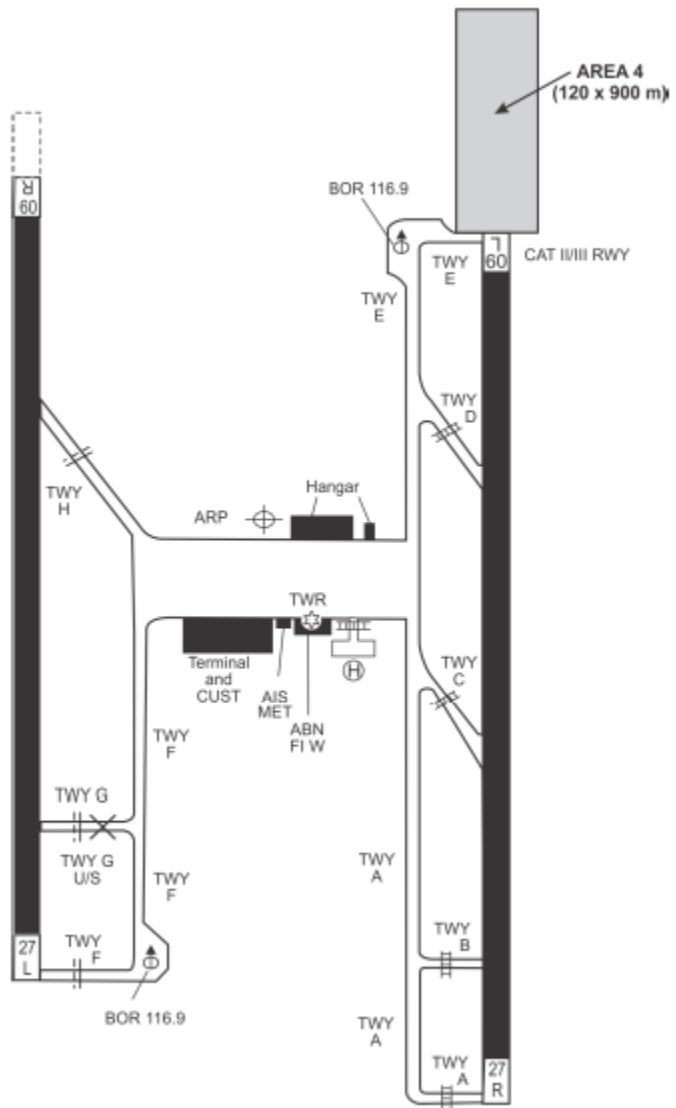 AREA 4
(120 x 900 m)
09
R
BOR 116.9
09
L
CAT II/III RWY
TWY
E
TWY
E
TWY
D
TWY
H
Hangar
ARP
TWR
Terminal
and
CUST
AIS
MET
ABN
FI W
H
TWY
C
TWY
F
TWY G
TWY G
U/S
TWY
F
TWY
A
TWY
B
27
L
TWY
F
BOR 116.9
TWY
A
TWY
A
27
R